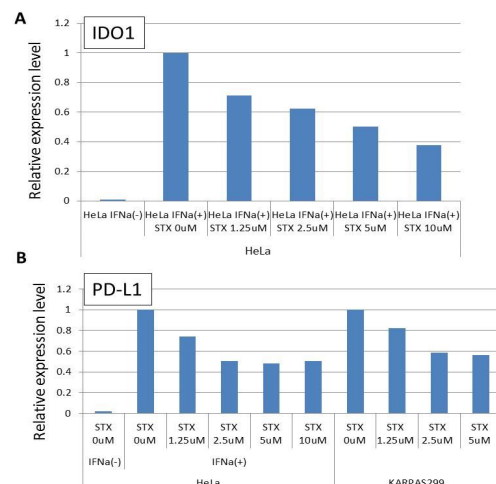 A
IDO1
Relative expression level
1.2
1
0.8
0.6
0.4
0.2
0
HeLa IFNa(-) HeLa IFNa(+) HeLa IFNa(+) HeLa IFNa(+) HeLa IFNa(+) HeLa IFNa(+)
STX 0uM STX 1.25uM STX 2.5uM STX 5uM STX 10uM
HeLa
B
PD-L1
Relative expression level
1.2
1
0.8
0.6
0.4
0.2
0
STX STX STX STX STX STX STX STX STX STX
0uM 0uM 1.25uM 2.5uM 5uM 10uM 0uM 1.25uM 2.5uM 5uM
IFNa(-) IFNa(+)
HeLa KARPAS299